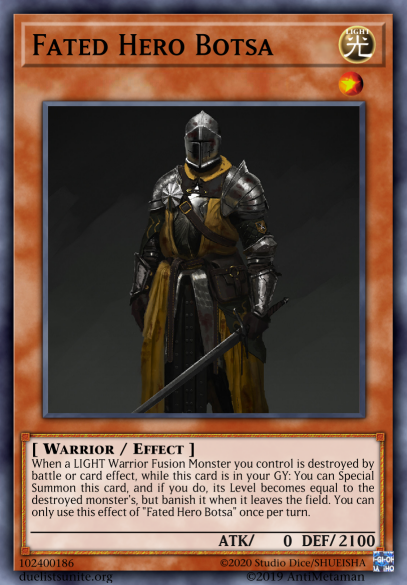 Fated Hero Botsa
LIGHT
光
[ Warrior / Effect ]
When a LIGHT Warrior Fusion Monster you control is destroyed by
battle or card effect, while this card is in your GY: You can Special
Summon this card, and if you do, its Level becomes equal to the
destroyed monster's, but banish it when it leaves the field. You can
only use this effect of "Fated Hero Botsa" once per turn.
ATK/ 0 DEF/ 2100
102400186 ©2020 Studio Dice/SHUEISHA
duelistsunite.org ©2019 AntiMetaman